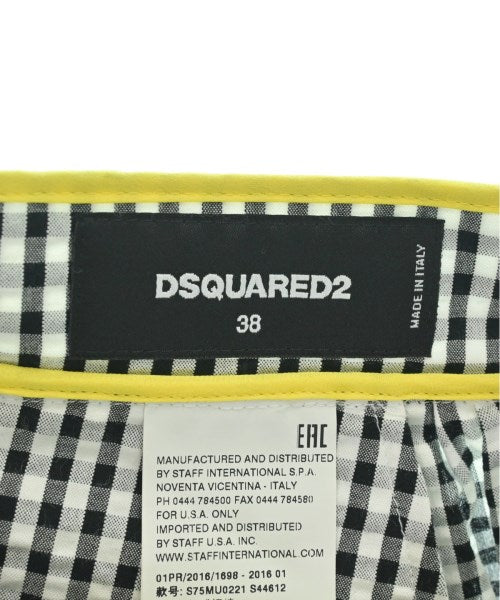 DSQUARED2
38
MADE IN ITALY
EAC
MANUFACTURED AND DISTRIBUTED
BY STAFF INTERNATIONAL S.P.A.
NOVENTA VICENTINA - ITALY
PH 0444 784500 FAX 0444 784580
FOR U.S.A. ONLY
IMPORTED AND DISTRIBUTED
BY STAFF U.S.A. INC.
WWW.STAFFINTERNATIONAL.COM
01PR/2016/1698 - 2016 01
款号: S75MU0221 S44612